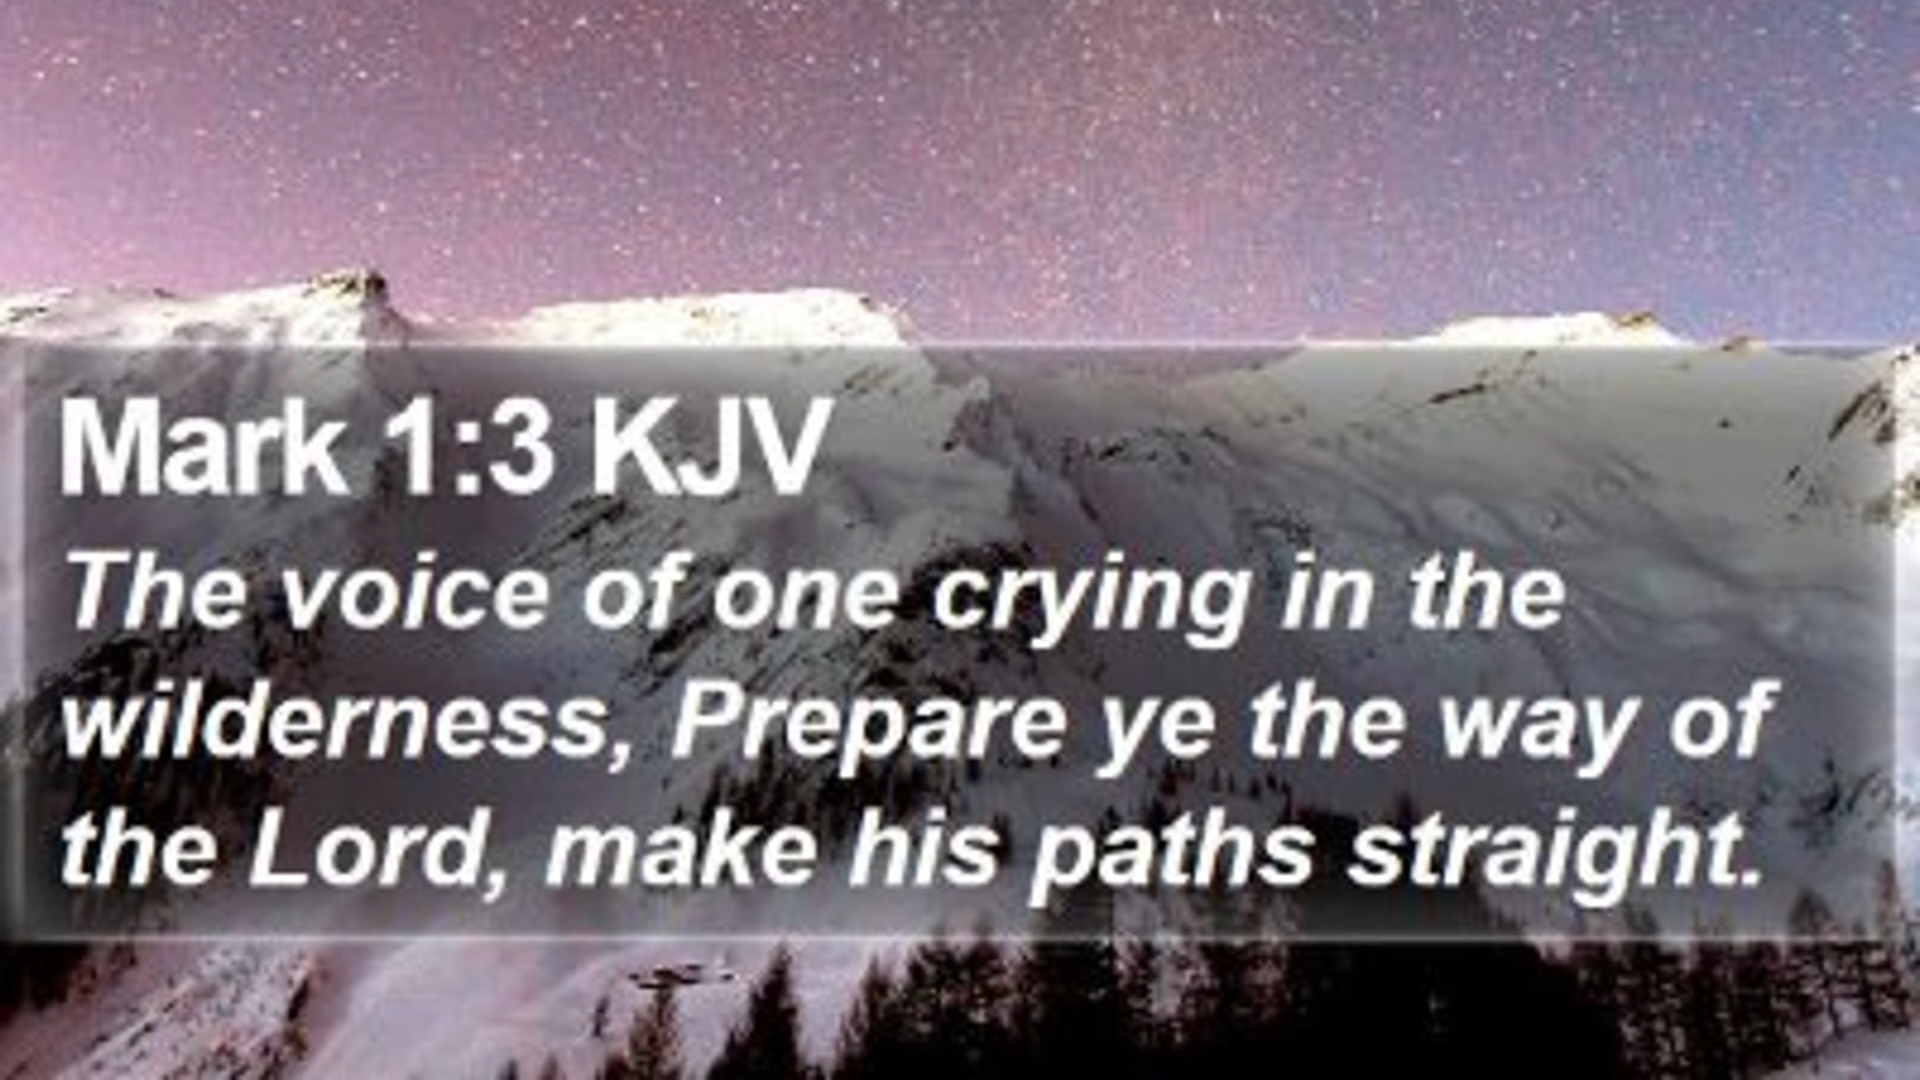 Mark 1:3 KJV
The voice of one crying in the
wilderness, Prepare ye the way of
the Lord, make his paths straight.